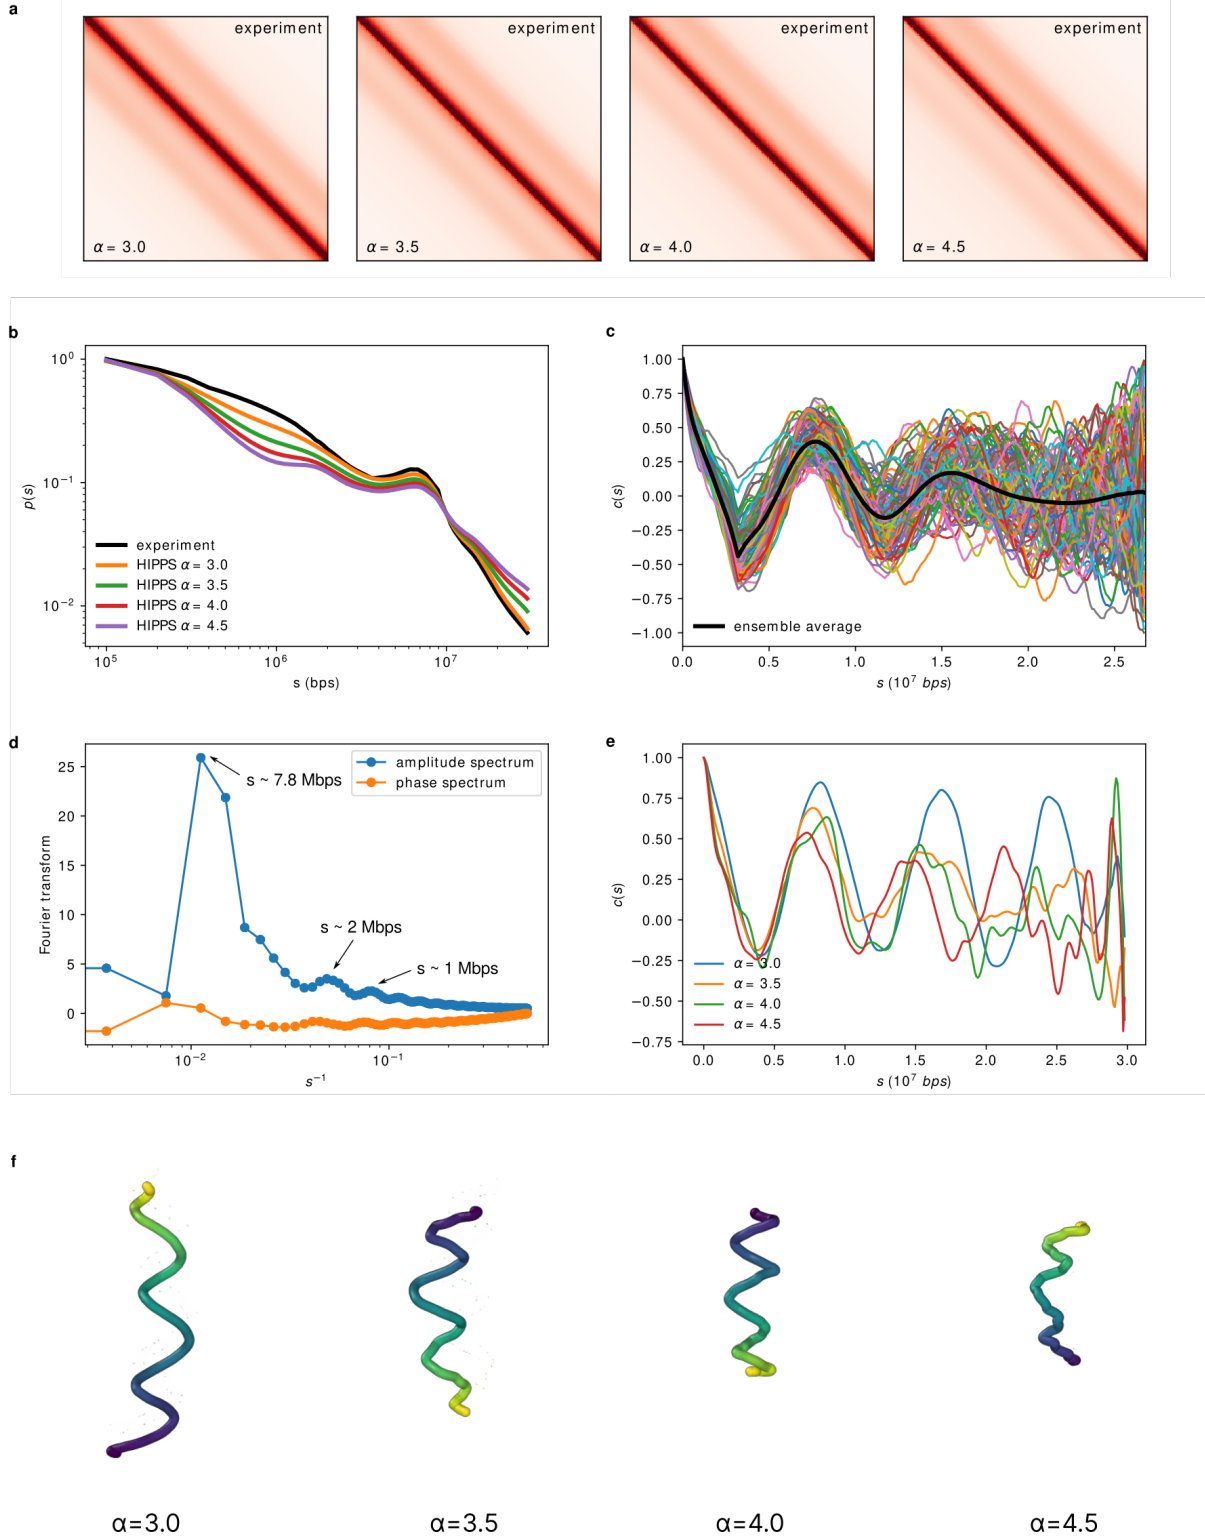 a
experiment
experiment
experiment
experiment
α = 3.0
α = 3.5
α = 4.0
α = 4.5
b
10⁰
10⁻¹
10⁻²
p(s)
experiment
HIPPS α = 3.0
HIPPS α = 3.5
HIPPS α = 4.0
HIPPS α = 4.5
10⁵
10⁶
10⁷
s (bps)
c
1.00
0.75
0.50
0.25
0.00
−0.25
−0.50
−0.75
−1.00
c(s)
ensemble average
0.0
0.5
1.0
1.5
2.0
2.5
s (10⁷ bps)
d
25
20
15
10
5
0
Fourier transform
amplitude spectrum
phase spectrum
s ~ 7.8 Mbps
s ~ 2 Mbps
s ~ 1 Mbps
10⁻²
10⁻¹
s⁻¹
e
1.00
0.75
0.50
0.25
0.00
−0.25
−0.50
−0.75
c(s)
α = 3.0
α = 3.5
α = 4.0
α = 4.5
0.0
0.5
1.0
1.5
2.0
2.5
3.0
s (10⁷ bps)
f
α=3.0
α=3.5
α=4.0
α=4.5